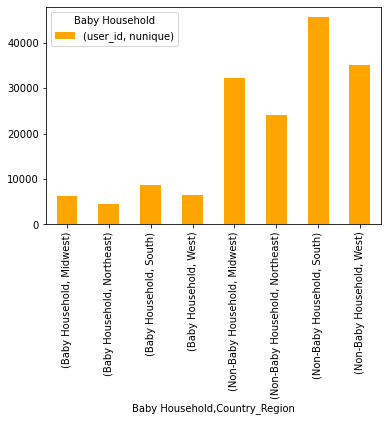 Baby Household
(user_id, nunique)
40000
30000
20000
10000
0
(Baby Household, Midwest)
(Baby Household, Northeast)
(Baby Household, South)
(Baby Household, West)
(Non-Baby Household, Midwest)
(Non-Baby Household, Northeast)
(Non-Baby Household, South)
(Non-Baby Household, West)
Baby Household,Country_Region